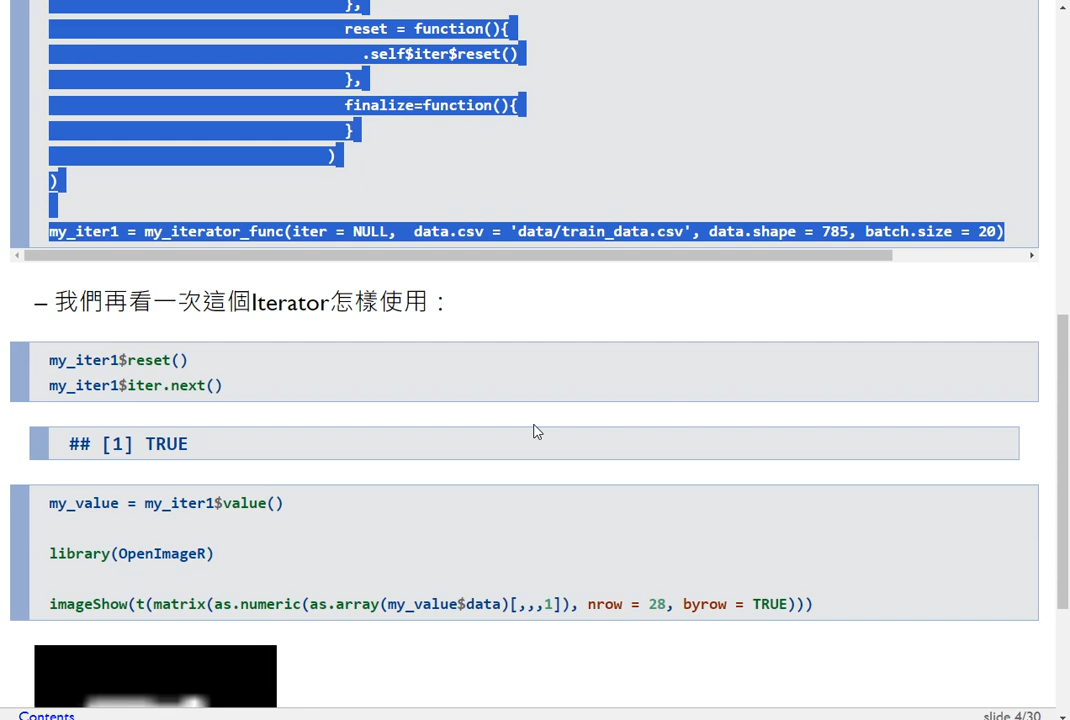 },
reset = function(){
.self$iter$reset()
},
finalize=function(){
}
)
)
my_iter1 = my_iterator_func(iter = NULL,  data.csv = 'data/train_data.csv', data.shape = 785, batch.size = 20)
– 我們再看一次這個Iterator怎樣使用：
my_iter1$reset()
my_iter1$iter.next()
## [1] TRUE
my_value = my_iter1$value()
library(OpenImageR)
imageShow(t(matrix(as.numeric(as.array(my_value$data)[,,,1]), nrow = 28, byrow = TRUE)))
Contents
slide 4/30